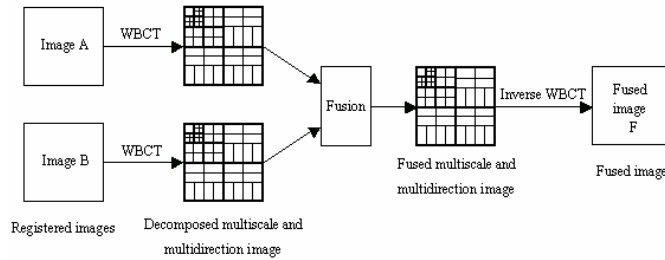 Image A
WBCT
Image B
WBCT
Fusion
Inverse WBCT
Fused
image
F
Fused multiscale and
multidirection image
Fused image
Registered images
Decomposed multiscale and
multidirection image